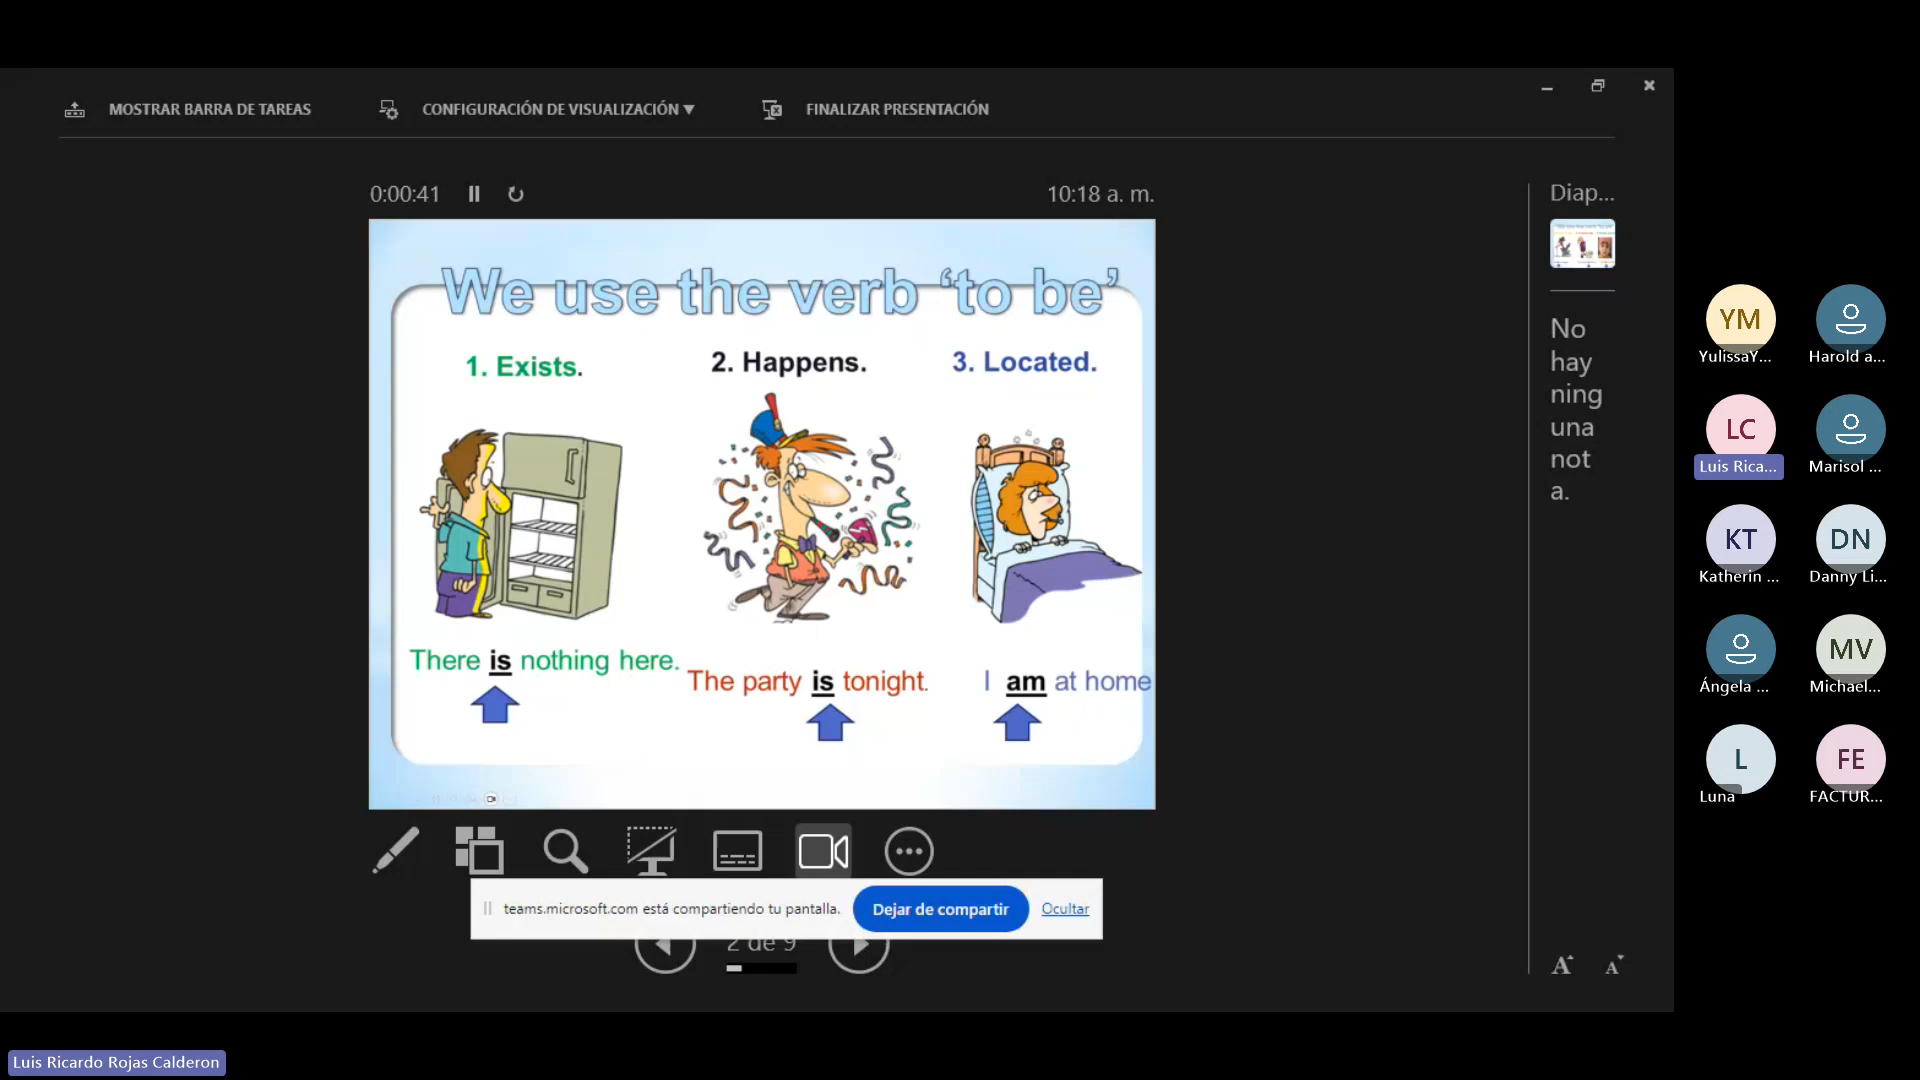 MOSTRAR BARRA DE TAREAS
CONFIGURACIÓN DE VISUALIZACIÓN ▼
FINALIZAR PRESENTACIÓN
0:00:41
10:18 a. m.
We use the verb ‘to be’
1. Exists.
2. Happens.
3. Located.
There is nothing here.
The party is tonight.
I am at home
teams.microsoft.com está compartiendo tu pantalla.
Dejar de compartir
Ocultar
2 de 9
Diap...
No
hay
ning
una
not
a.
A
A
YM
YulissaY...
Harold a...
LC
Luis Rica...
Marisol ...
KT
Katherin ...
DN
Danny Li...
Ángela ...
MV
Michael...
L
Luna
FE
FACTUR...
Luis Ricardo Rojas Calderon